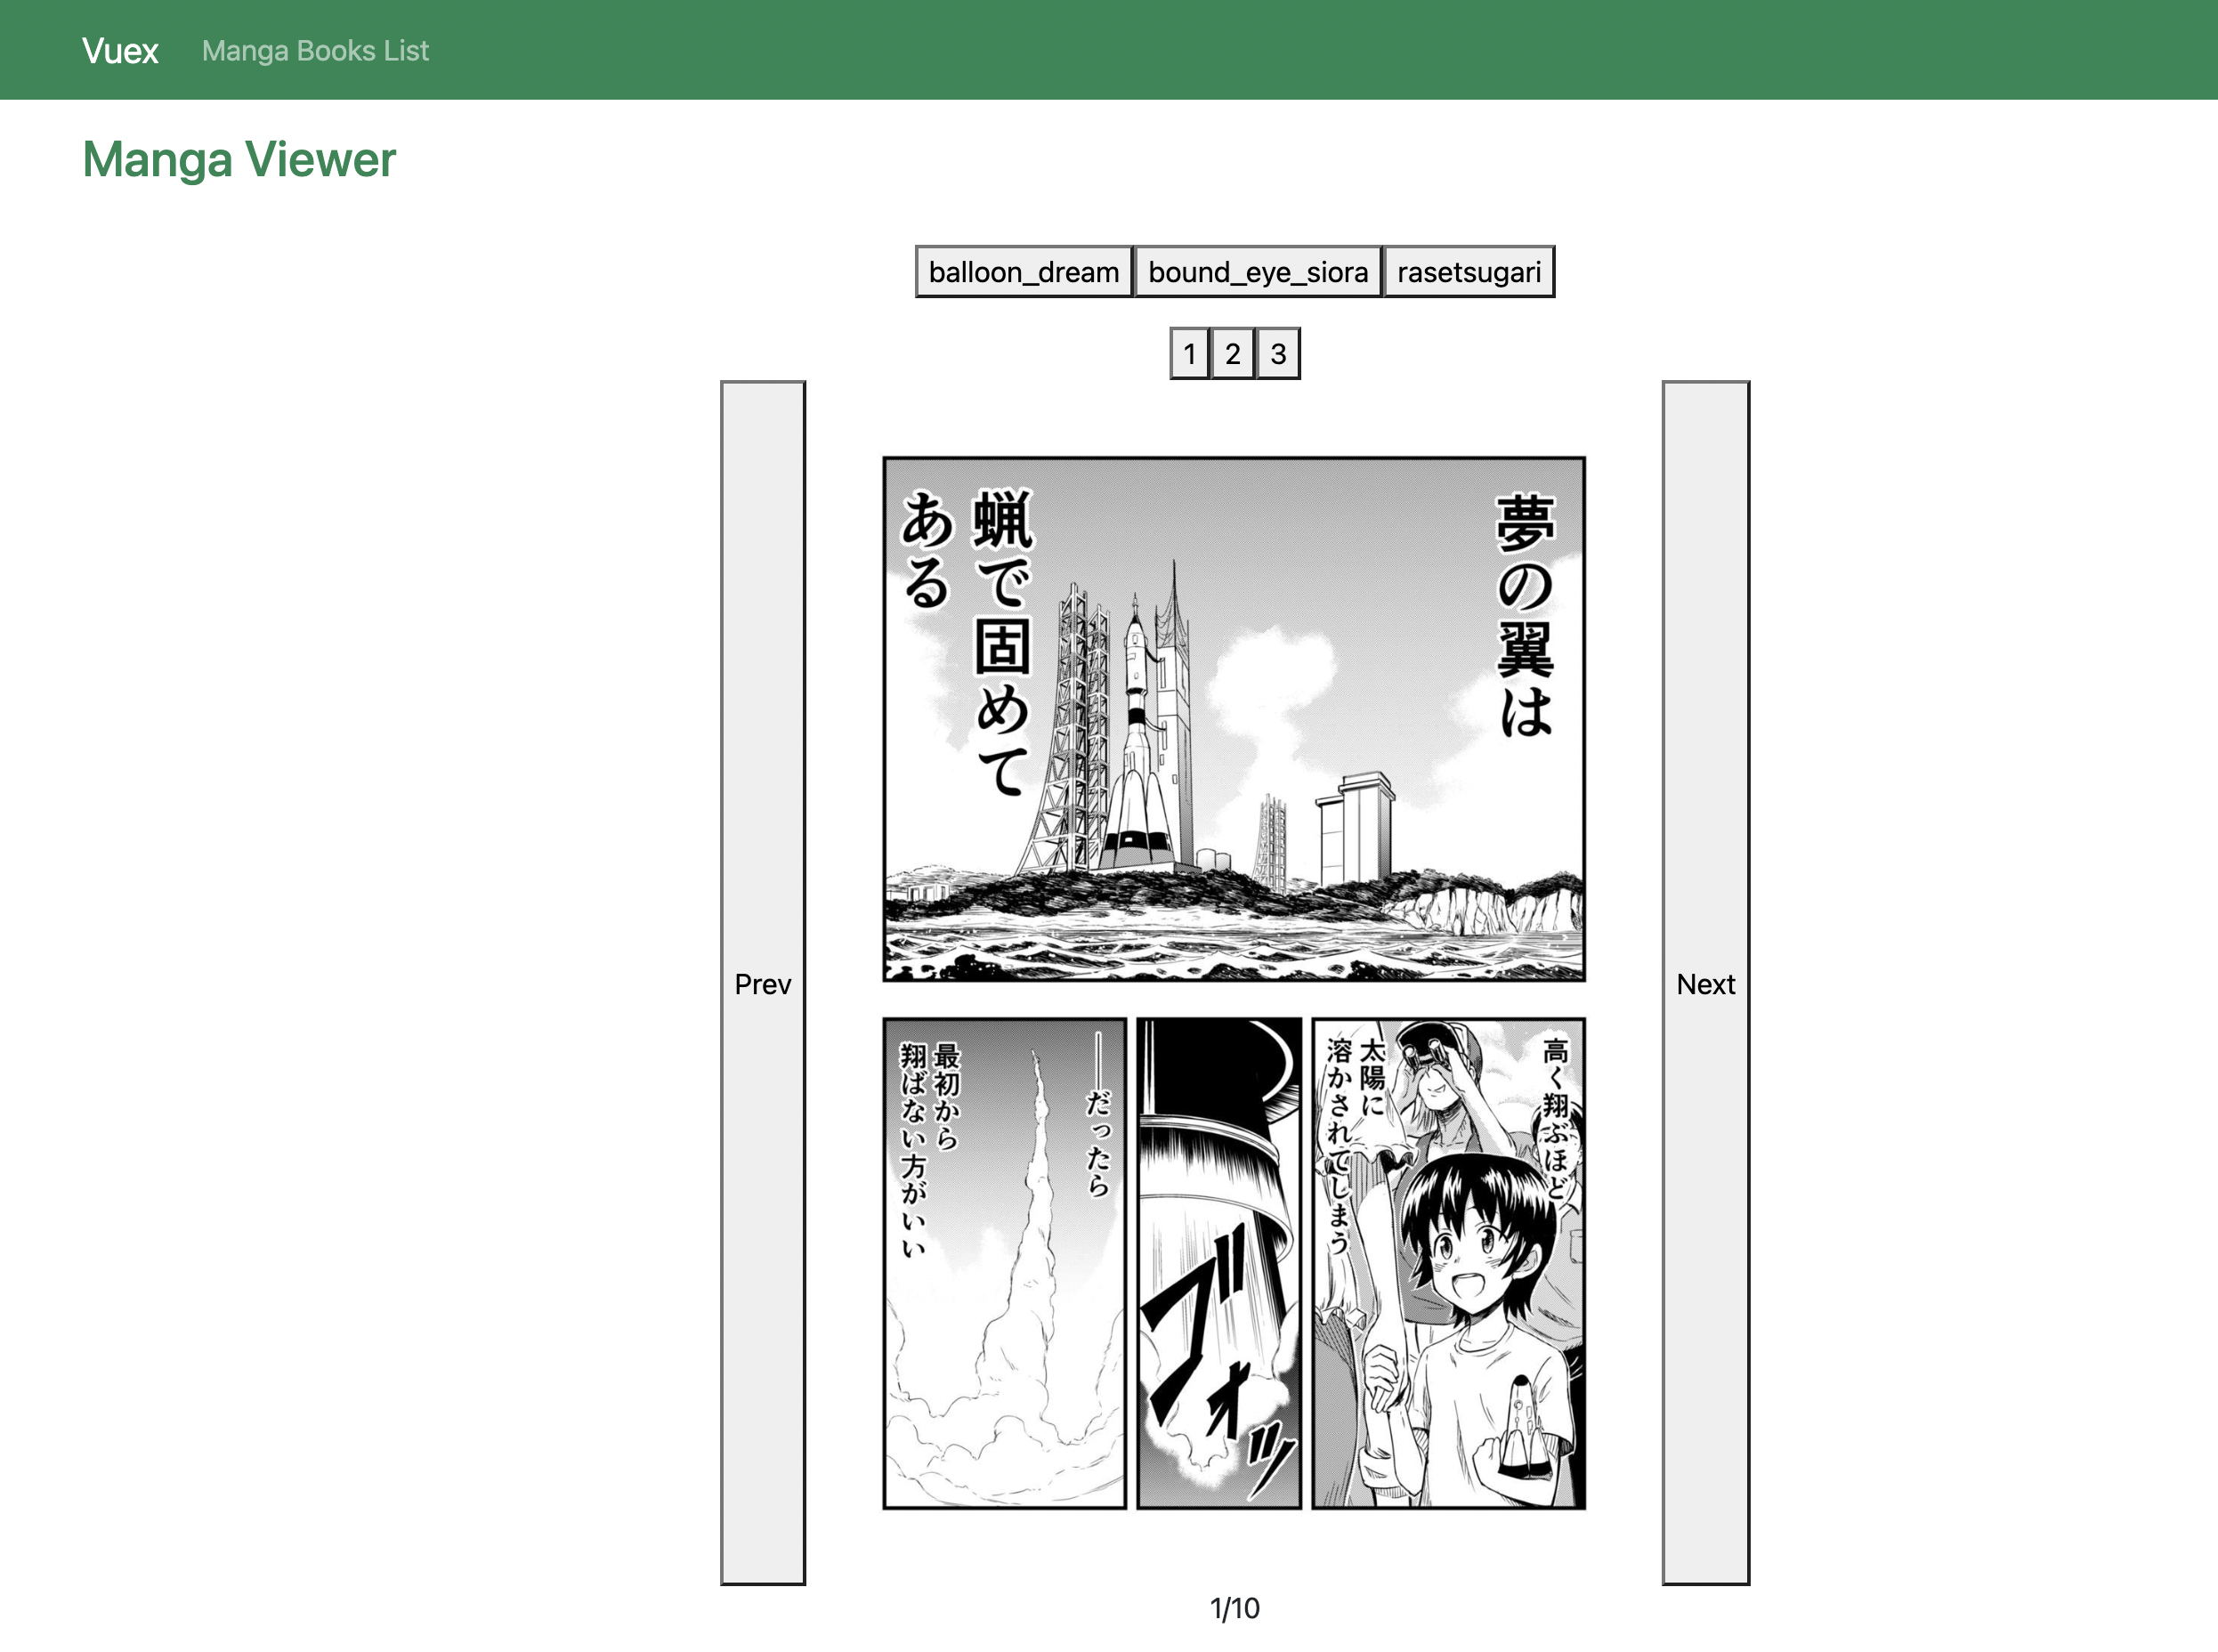 Vuex
Manga Books List
Manga Viewer
balloon_dream
bound_eye_siora
rasetsugari
1
2
3
Prev
夢の翼は
蝋で固めて
ある
高く翔ぶほど
太陽に
溶かされてしまう
ブォッ
──だったら
最初から
翔ばない方がいい
Next
1/10